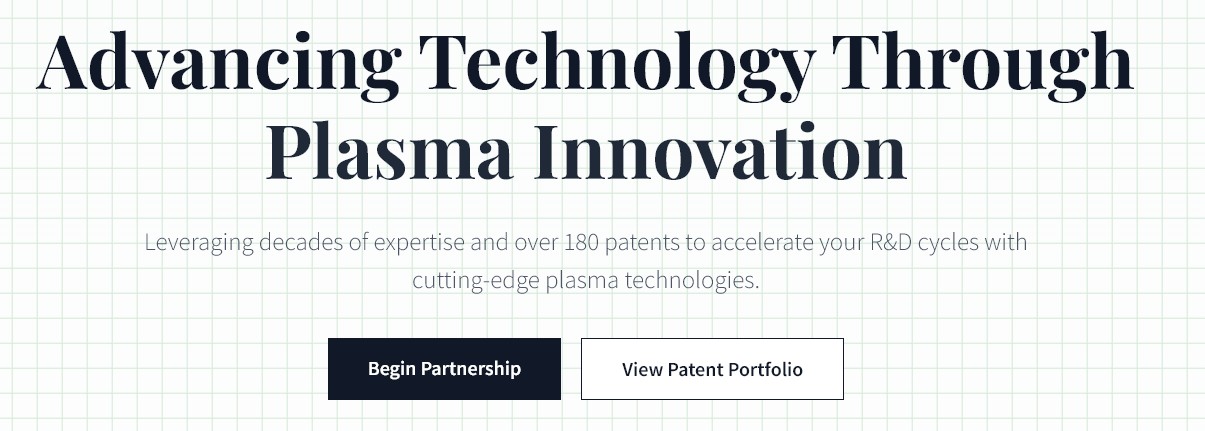 Advancing Technology Through
Plasma Innovation
Leveraging decades of expertise and over 180 patents to accelerate your R&D cycles with
cutting-edge plasma technologies.
Begin Partnership
View Patent Portfolio